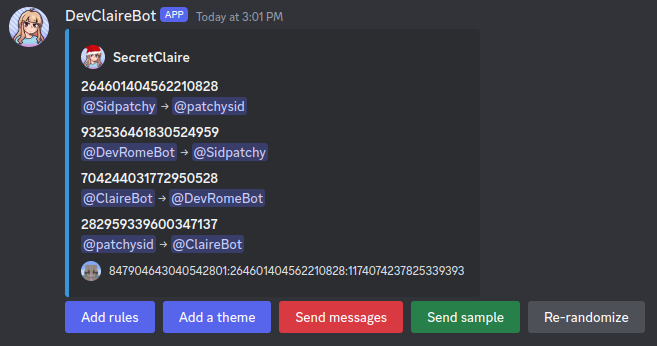 DevClaireBot APP Today at 3:01 PM
SecretClaire
264601404562210828
@Sidpatchy → @patchysid
932536461830524959
@DevRomeBot → @Sidpatchy
704244031772950528
@ClaireBot → @DevRomeBot
282959339600347137
@patchysid → @ClaireBot
847904643040542801:264601404562210828:1174074237825339393
Add rules Add a theme Send messages Send sample Re-randomize